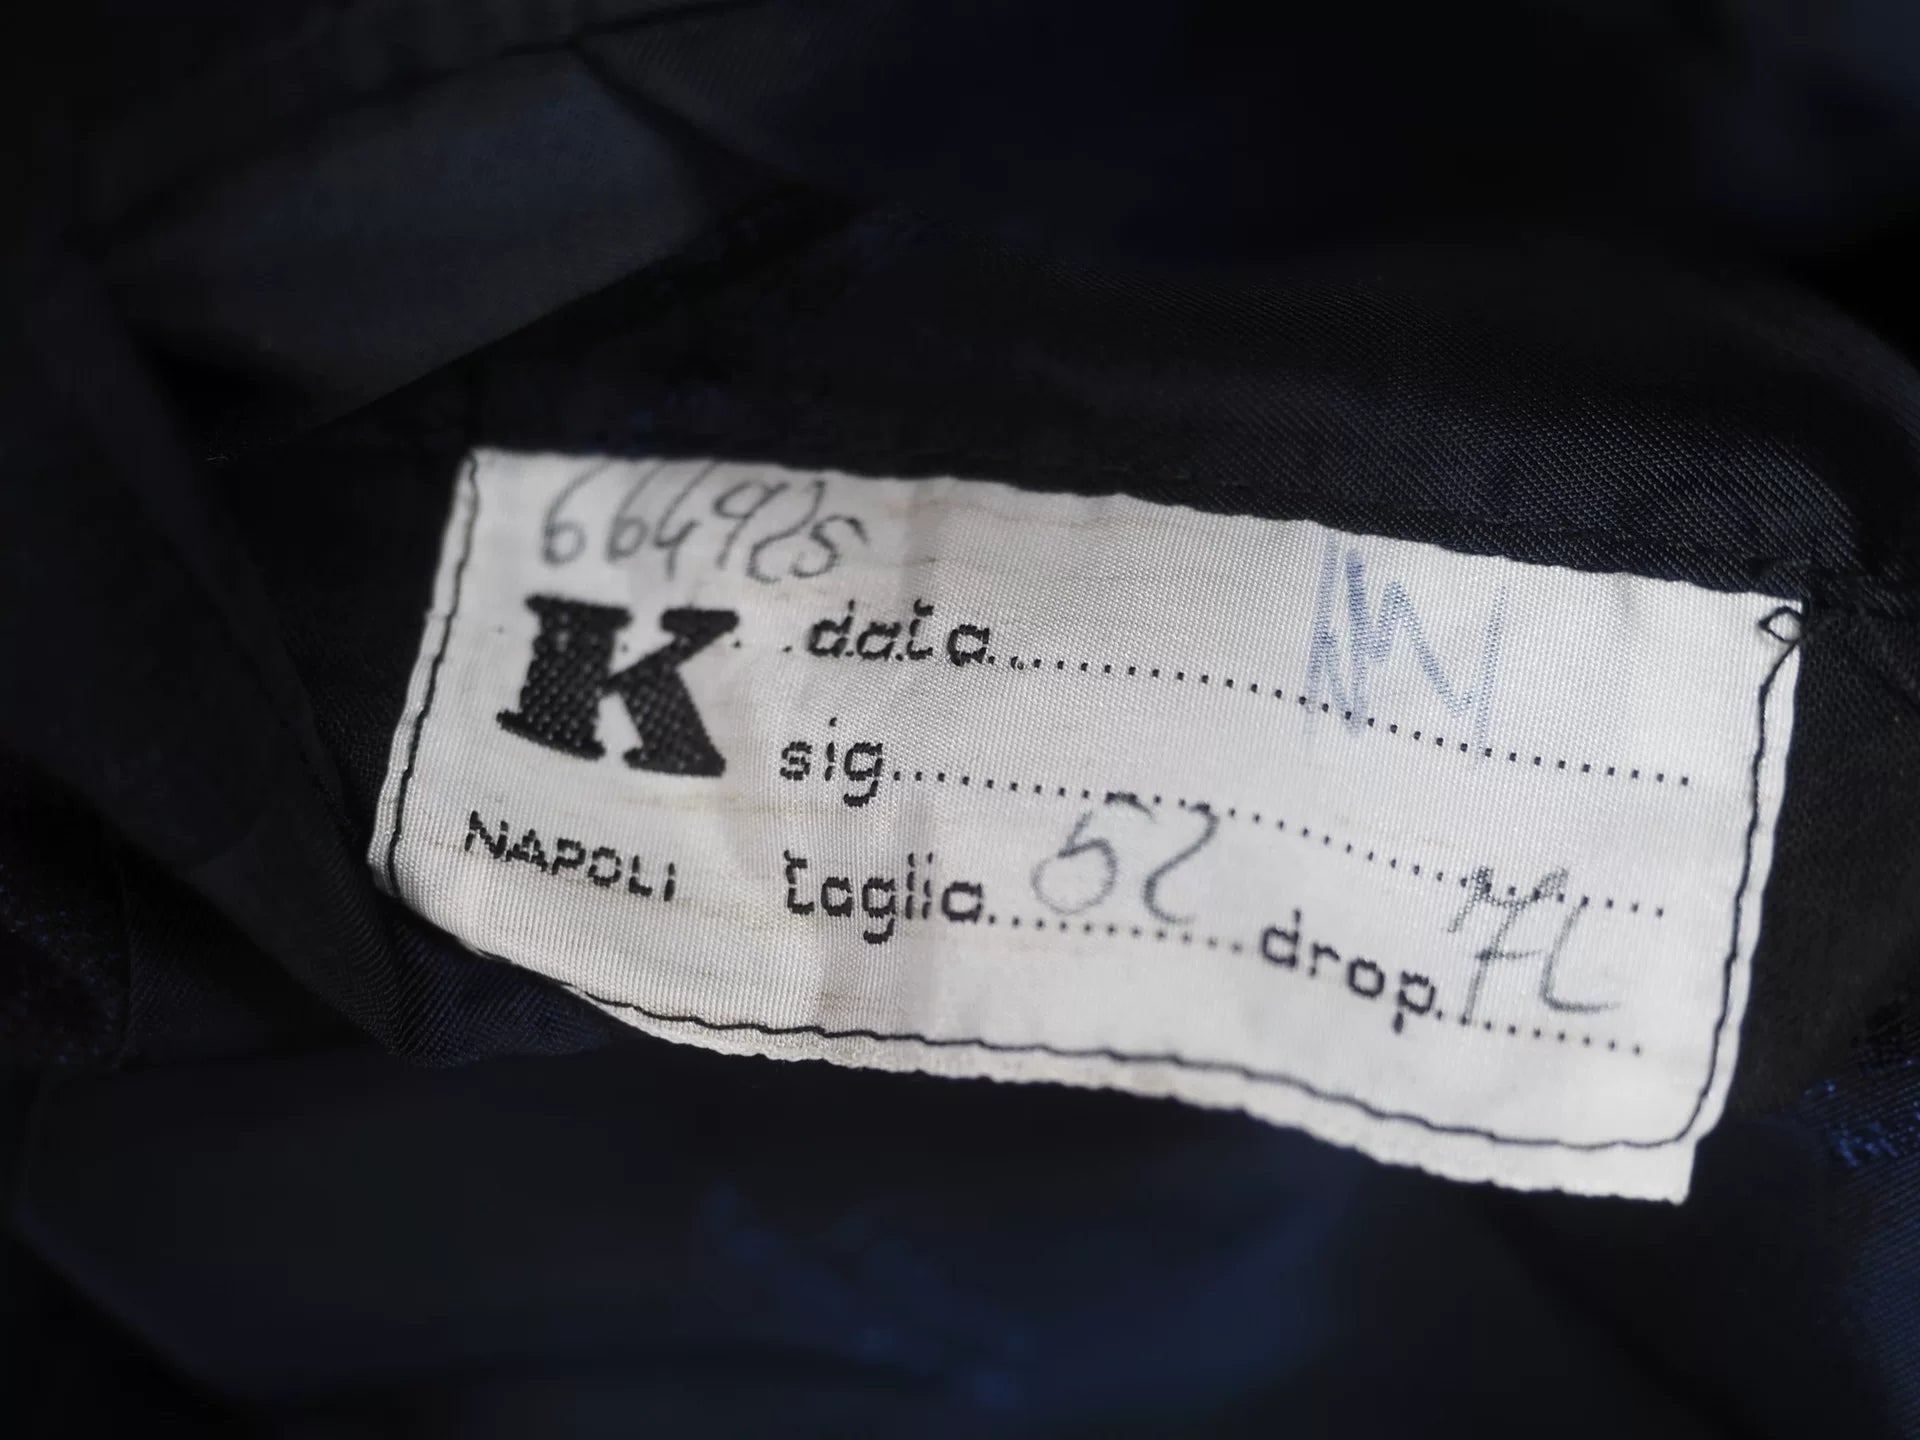 664925
K data
sig.
NAPOLI taglia 52 drop 7L